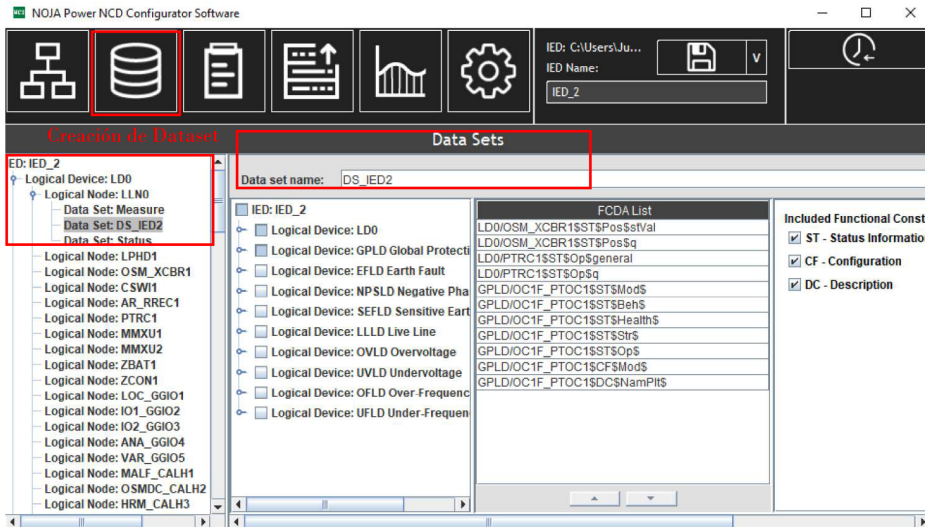 NOJA Power NCD Configurator Software
IED: C:\Users\Ju...
IED Name:
IED_2
v
Creación de Dataset
Data Sets
ED: IED_2
Logical Device: LD0
Logical Node: LLN0
Data Set: Measure
Data Set: DS_IED2
Data Set: Status
Logical Node: LPHD1
Logical Node: OSM_XCBR1
Logical Node: CSWI1
Logical Node: AR_RREC1
Logical Node: PTRC1
Logical Node: MMXU1
Logical Node: MMXU2
Logical Node: ZBAT1
Logical Node: ZCON1
Logical Node: LOC_GGIO1
Logical Node: IO1_GGIO2
Logical Node: IO2_GGIO3
Logical Node: ANA_GGIO4
Logical Node: VAR_GGIO5
Logical Node: MALF_CALH1
Logical Node: OSMDC_CALH2
Logical Node: HRM_CALH3
Data set name: DS_IED2
IED: IED_2
Logical Device: LD0
Logical Device: GPLD Global Protecti
Logical Device: EFLD Earth Fault
Logical Device: NPSLD Negative Pha
Logical Device: SEFLD Sensitive Eart
Logical Device: LLLD Live Line
Logical Device: OVLD Overvoltage
Logical Device: UVLD Undervoltage
Logical Device: OFLD Over-Frequenc
Logical Device: UFLD Under-Frequen
FCDA List
LD0/OSM_XCBR1$ST$Pos$stVal
LD0/OSM_XCBR1$ST$Pos$q
LD0/PTRC1$ST$Op$general
LD0/PTRC1$ST$Op$q
GPLD/OC1F_PTOC1$ST$Mod$
GPLD/OC1F_PTOC1$ST$Beh$
GPLD/OC1F_PTOC1$ST$Health$
GPLD/OC1F_PTOC1$ST$Str$
GPLD/OC1F_PTOC1$ST$Op$
GPLD/OC1F_PTOC1$CF$Mod$
GPLD/OC1F_PTOC1$DC$NamPlt$
Included Functional Const
ST - Status Informatio
CF - Configuration
DC - Description